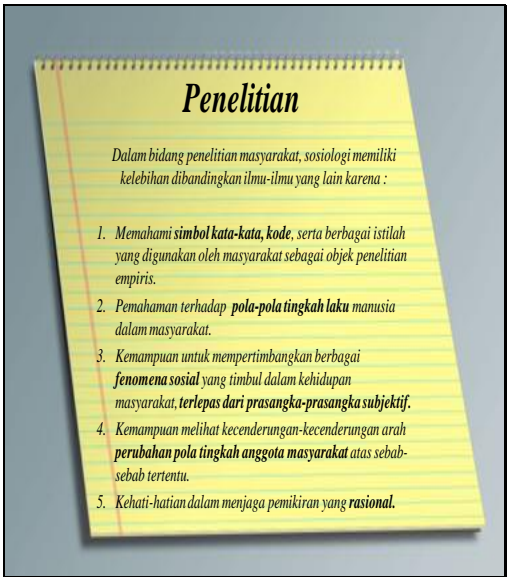 Penelitian
Dalam bidang penelitian masyarakat, sosiologi memiliki
kelebihan dibandingkan ilmu-ilmu yang lain karena :
1. Memahami simbol kata-kata, kode, serta berbagai istilah
yang digunakan oleh masyarakat sebagai objek penelitian
empiris.
2. Pemahaman terhadap pola-pola tingkah laku manusia
dalam masyarakat.
3. Kemampuan untuk mempertimbangkan berbagai
fenomena sosial yang timbul dalam kehidupan
masyarakat, terlepas dari prasangka-prasangka subjektif.
4. Kemampuan melihat kecenderungan-kecenderungan arah
perubahan pola tingkah anggota masyarakat atas sebab-
sebab tertentu.
5. Kehati-hatian dalam menjaga pemikiran yang rasional.